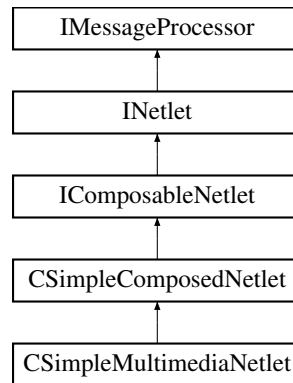 IMessageProcessor
INetlet
IComposableNetlet
CSimpleComposedNetlet
CSimpleMultimediaNetlet